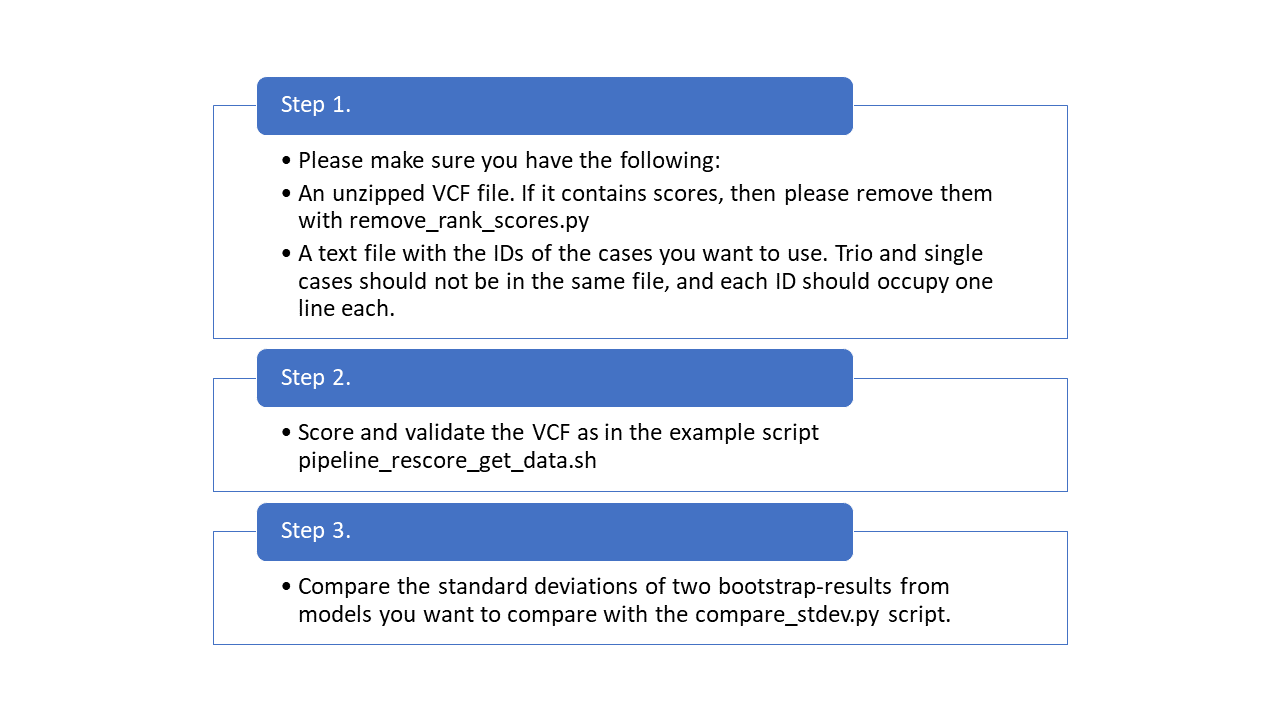 Step 1.
• Please make sure you have the following:
• An unzipped VCF file. If it contains scores, then please remove them
with remove_rank_scores.py
• A text file with the IDs of the cases you want to use. Trio and single
cases should not be in the same file, and each ID should occupy one
line each.
Step 2.
• Score and validate the VCF as in the example script
pipeline_rescore_get_data.sh
Step 3.
• Compare the standard deviations of two bootstrap-results from
models you want to compare with the compare_stdev.py script.